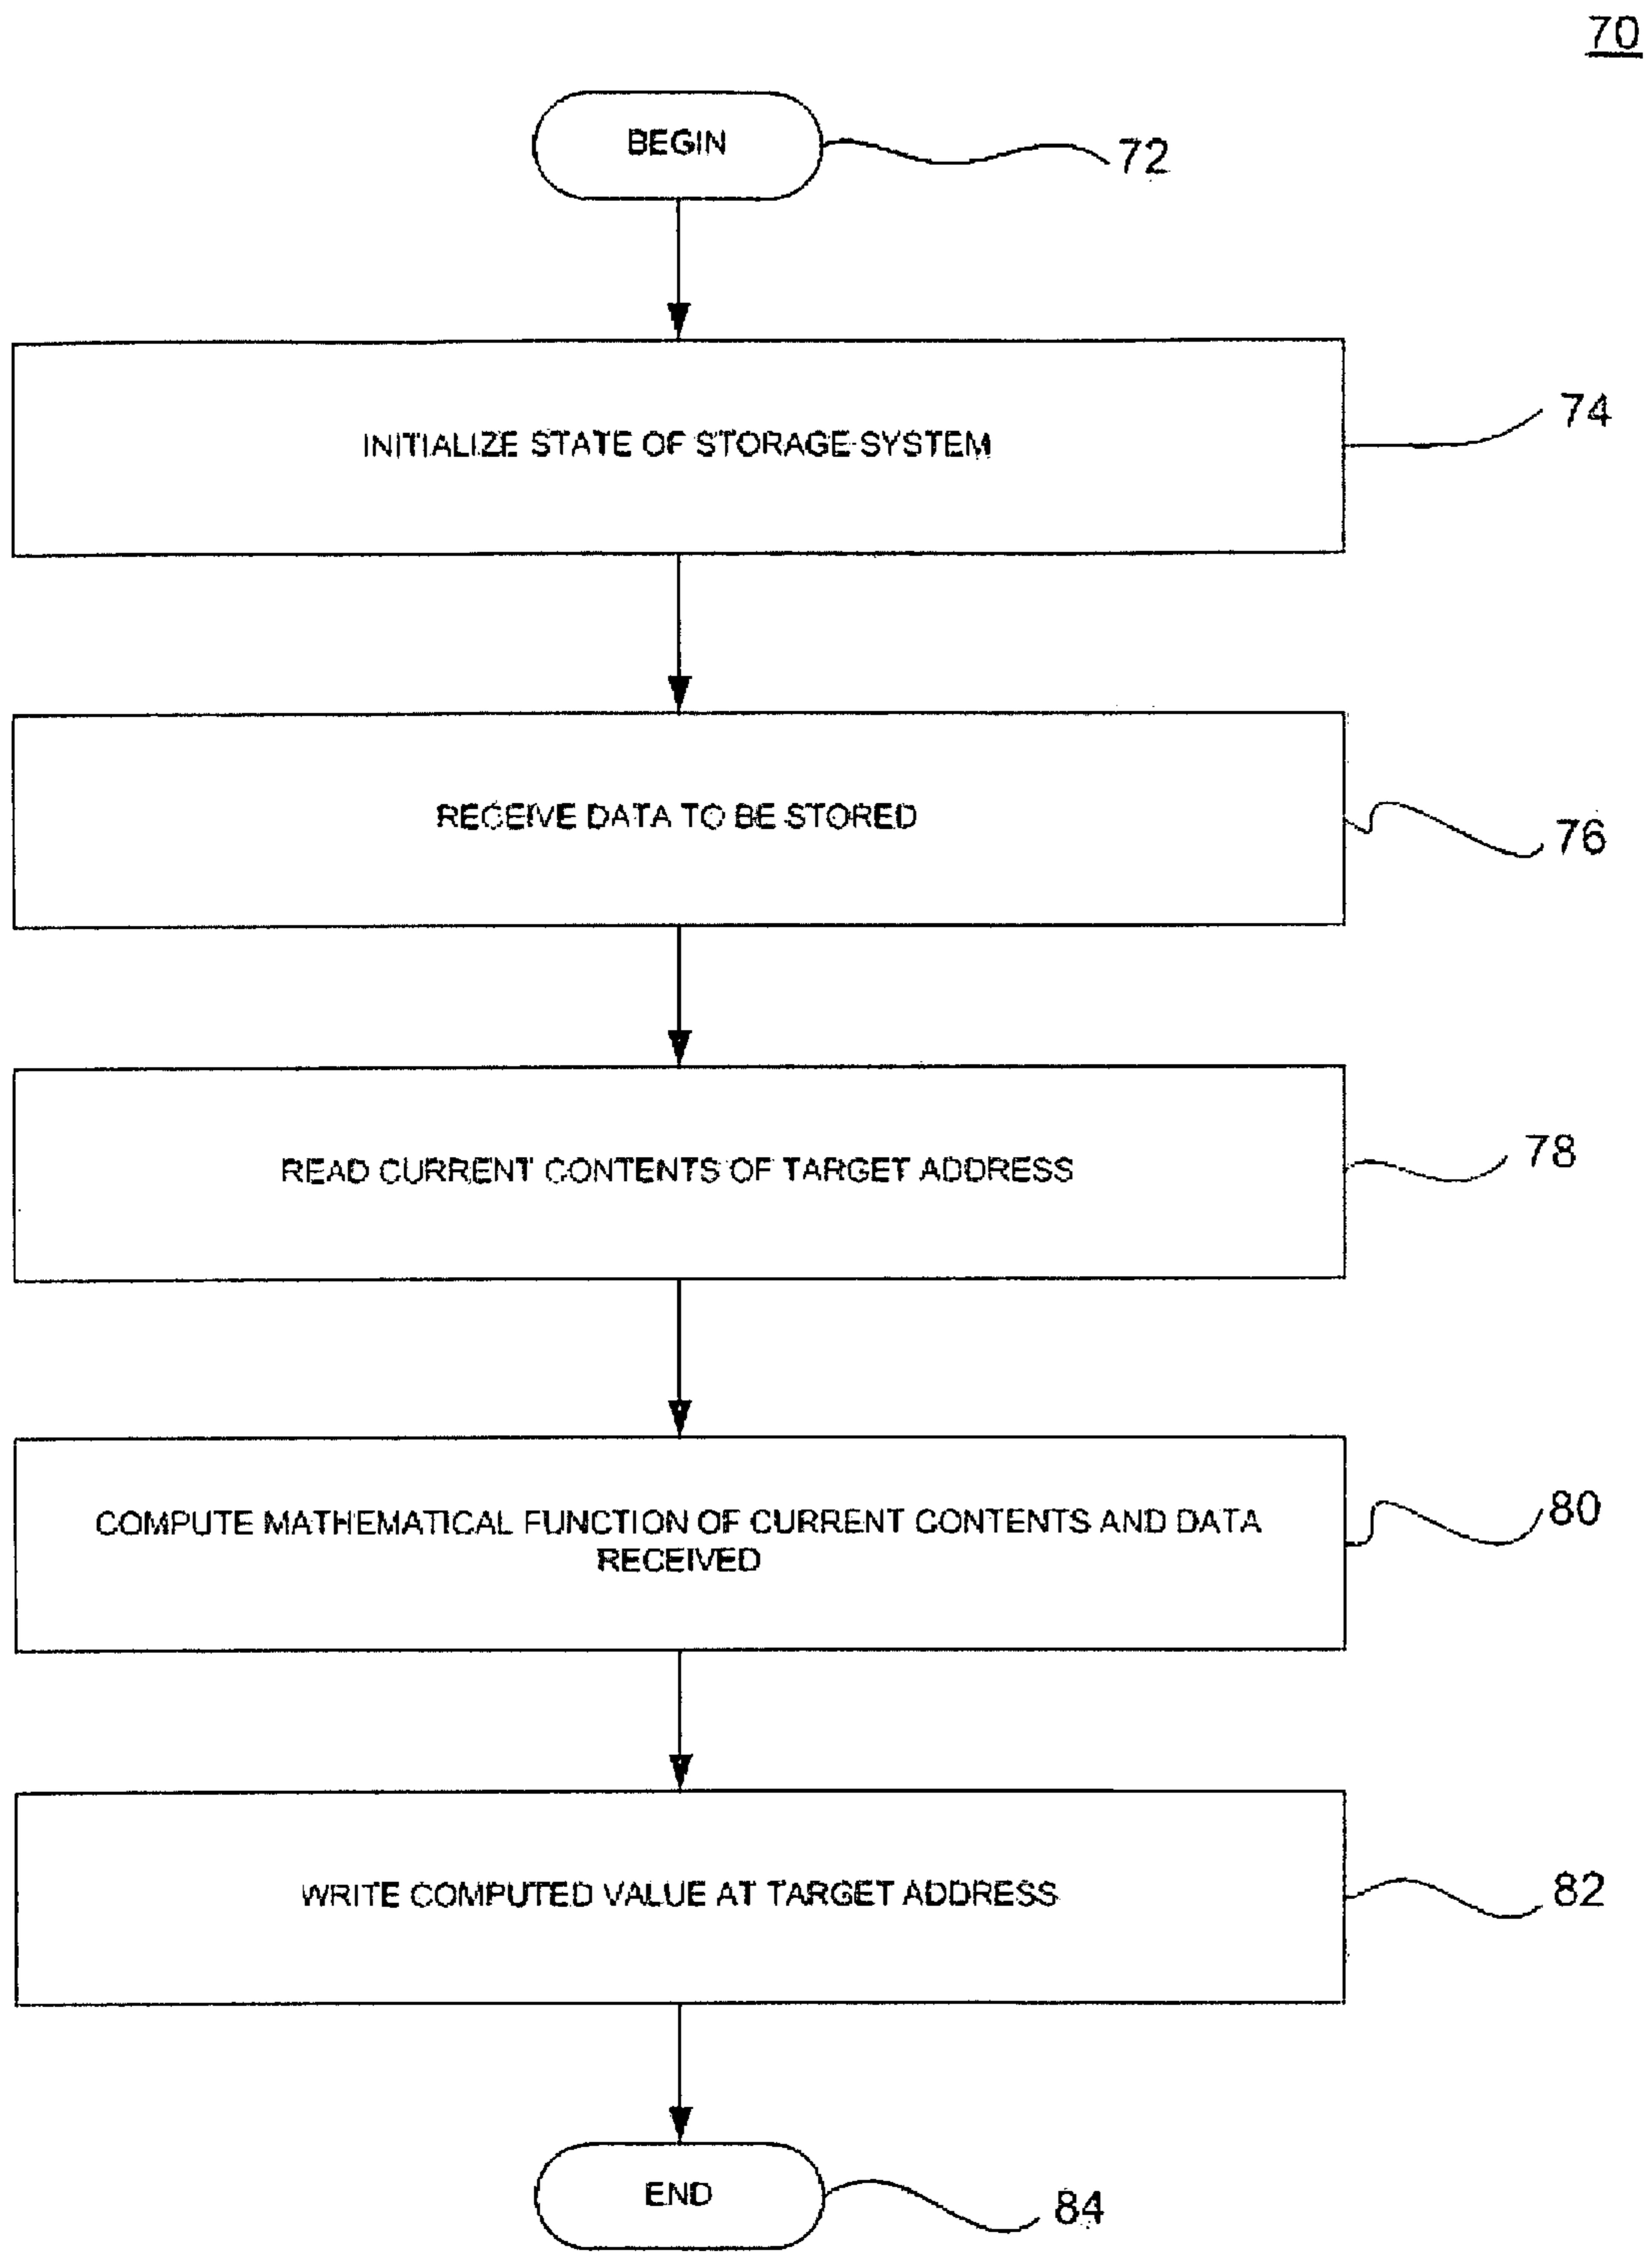 70
BEGIN
72
INITIALIZE STATE OF STORAGE SYSTEM
74
RECEIVE DATA TO BE STORED
76
READ CURRENT CONTENTS OF TARGET ADDRESS
78
COMPUTE MATHEMATICAL FUNCTION OF CURRENT CONTENTS AND DATA
RECEIVED
80
WRITE COMPUTED VALUE AT TARGET ADDRESS
82
END
84